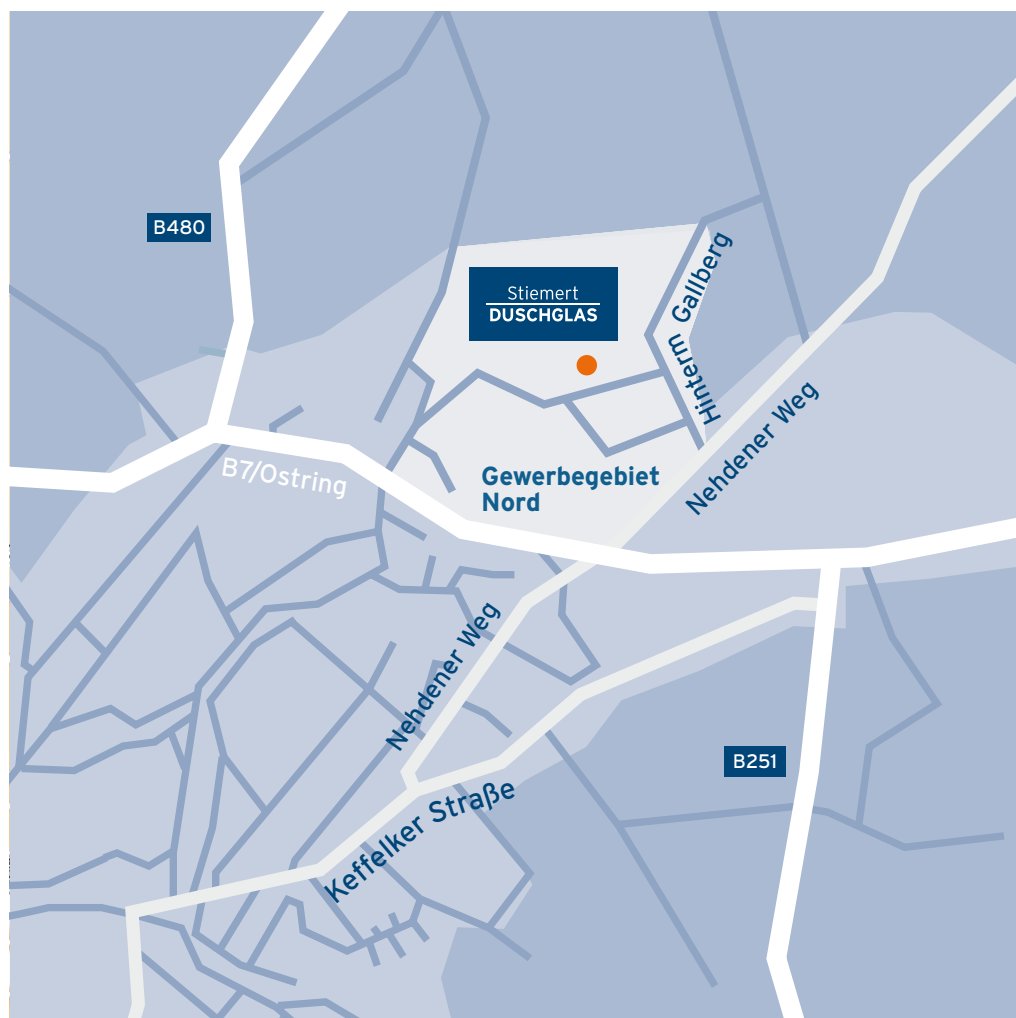 B480
Stiemert
DUSCHGLAS
Hinterm Gallberg
Nehdener Weg
B7/Ostring
Gewerbegebiet
Nord
Nehdener Weg
B251
Keffelker Straße